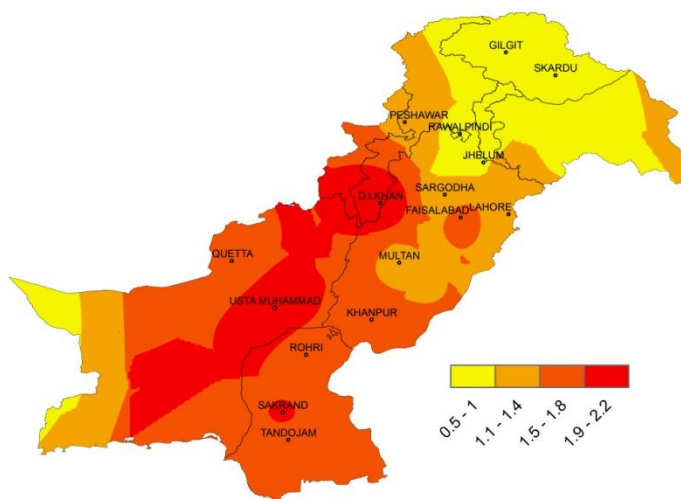 GILGIT
SKARDU
PESHAWAR
RAWALPINDI
JHELUM
SARGODHA
D.I.KHAN
FAISALABAD
LAHORE
QUETTA
MULTAN
USTA MUHAMMAD
KHANPUR
ROHRI
SAKRAND
TANDOJAM
0.5 - 1
1.1 - 1.4
1.5 - 1.8
1.9 - 2.2